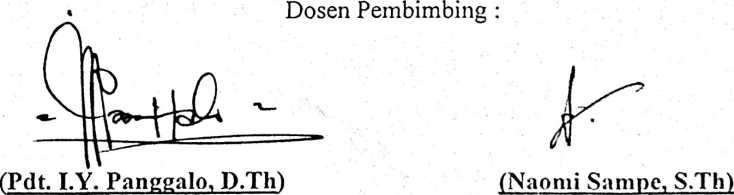 Dosen Pembimbing :
(Pdt. I.Y. Panggalo, D.Th) (Naomi Sampe, S.Th)